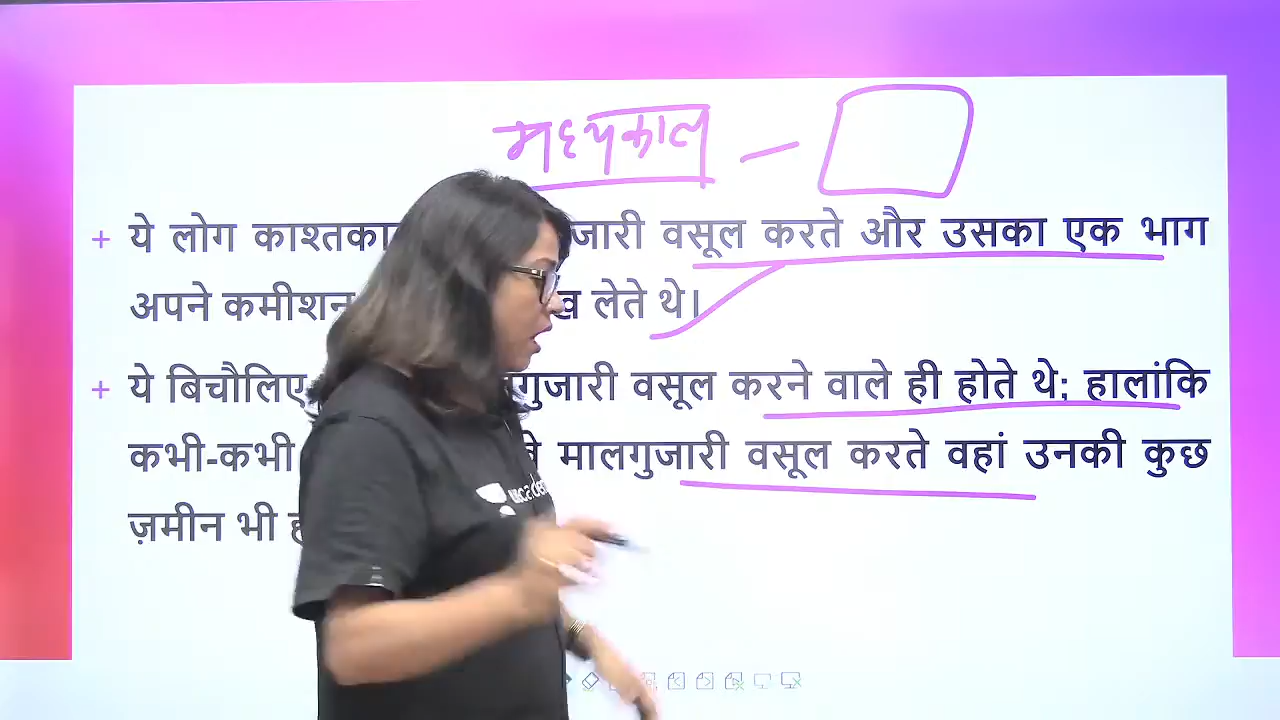 मध्यकाल -
+ ये लोग काश्तका जारी वसूल करते और उसका एक भाग
अपने कमीशन लेते थे।
+ ये बिचौलिए गुजारी वसूल करने वाले ही होते थे; हालांकि
कभी-कभी मालगुजारी वसूल करते वहां उनकी कुछ
ज़मीन भी